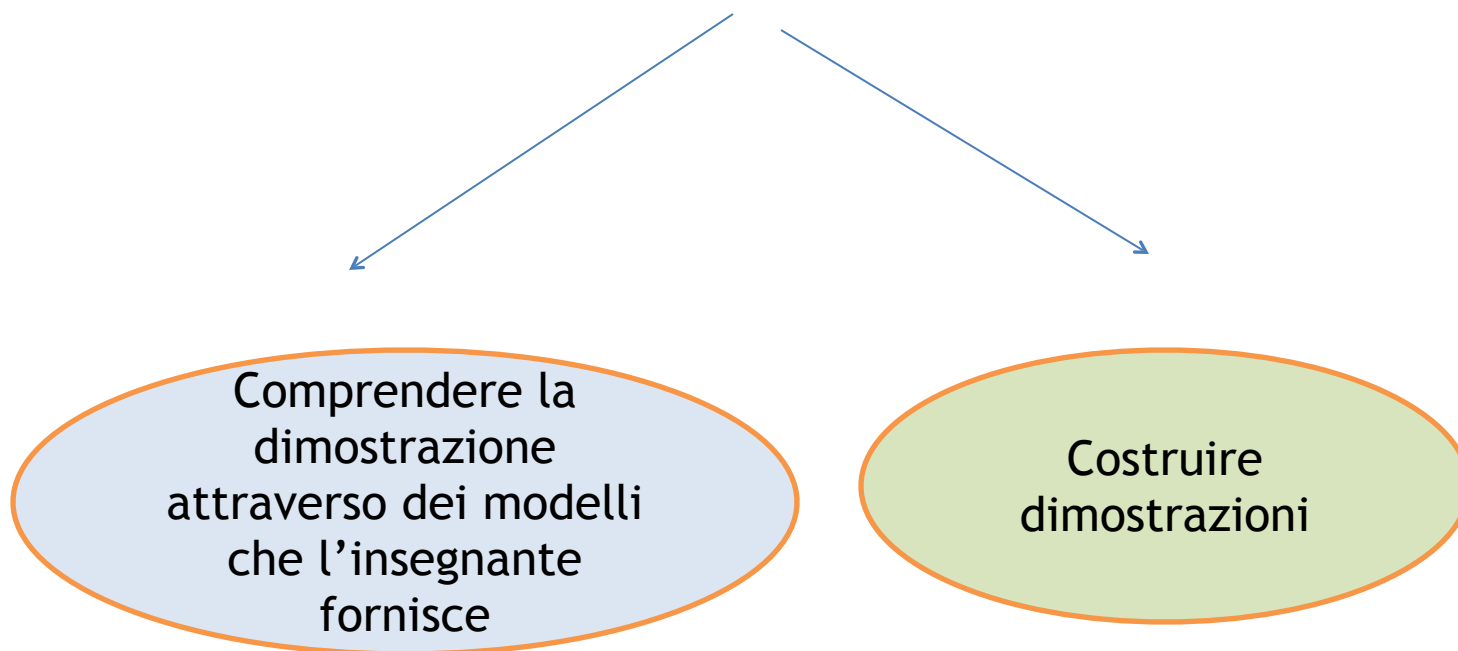 Comprendere la
dimostrazione
attraverso dei modelli
che l’insegnante
fornisce
Costruire
dimostrazioni